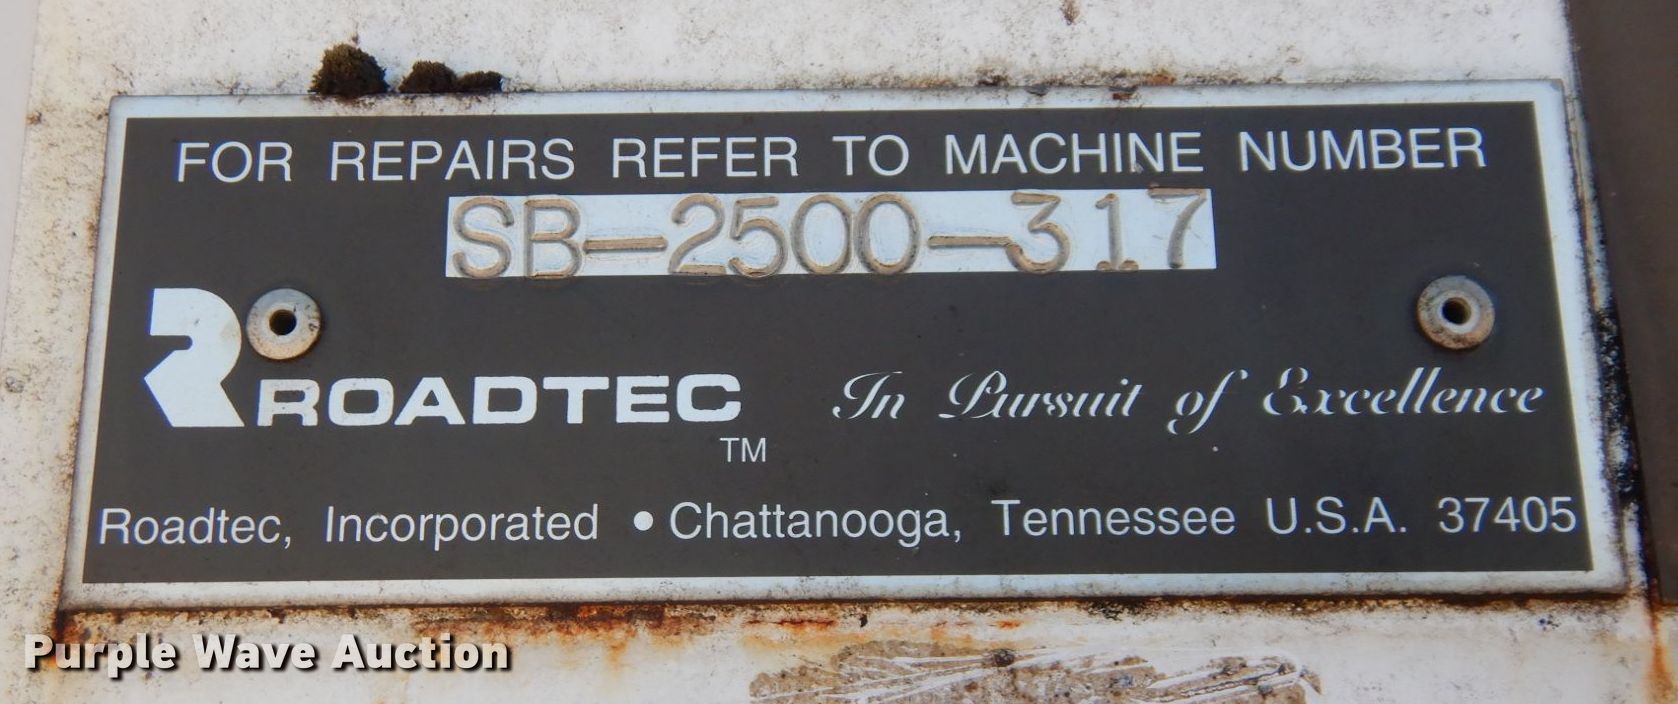 FOR REPAIRS REFER TO MACHINE NUMBER
SB-2500-317
ROADTEC
TM
In Pursuit of Excellence
Roadtec, Incorporated • Chattanooga, Tennessee U.S.A. 37405
Purple Wave Auction